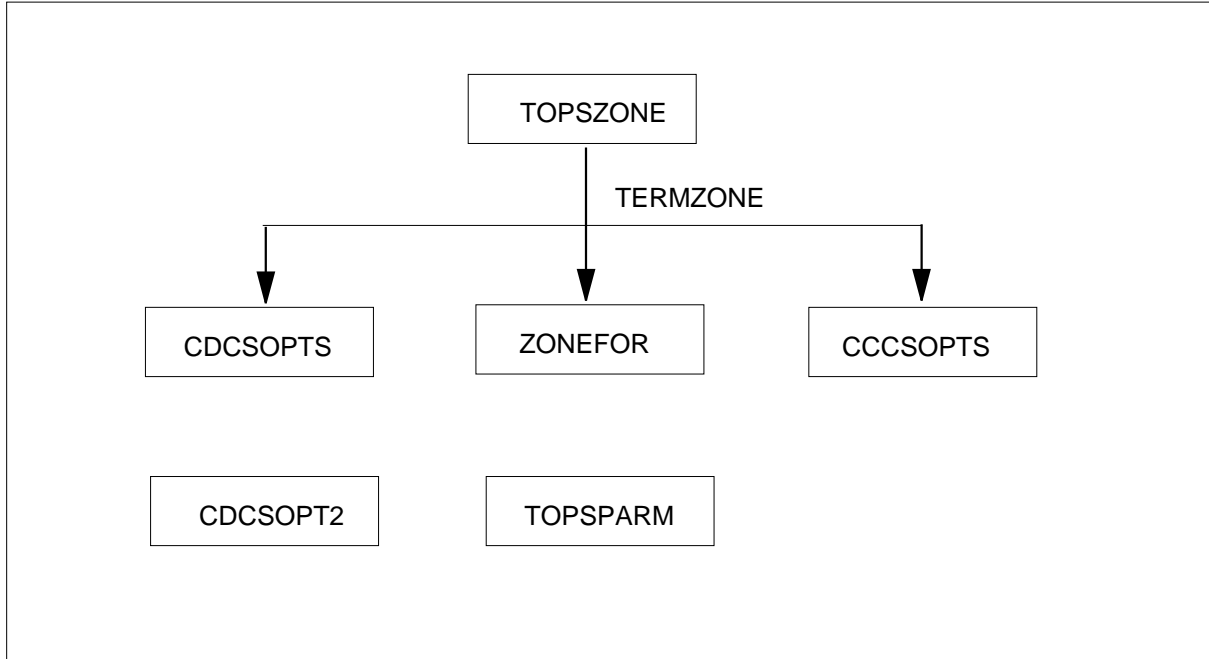 TOPSZONE
TERMZONE
CDCSOPTS
ZONEFOR
CCCSOPTS
CDCSOPT2
TOPSPARM